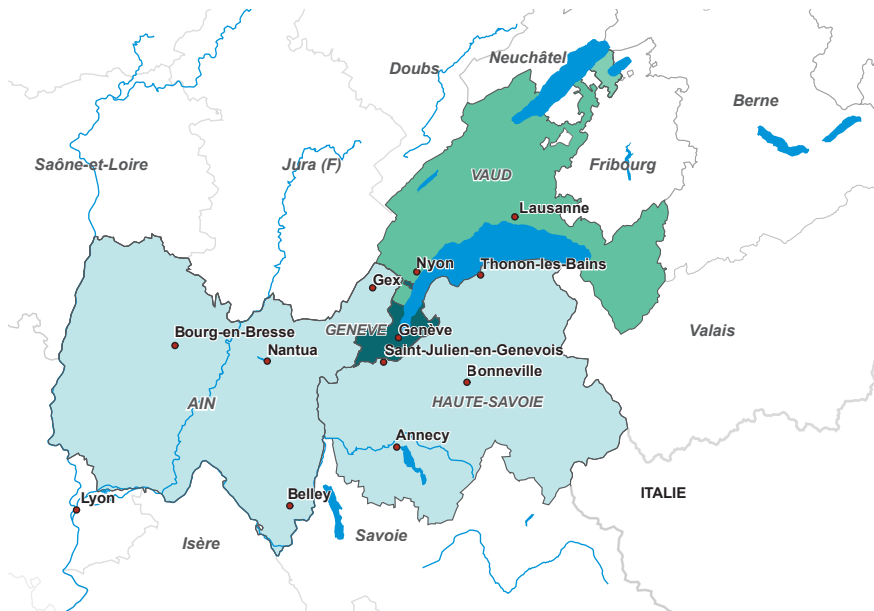 Neuchâtel
Doubs
Berne
Saône-et-Loire
Jura (F)
Fribourg
VAUD
Lausanne
Nyon
Thonon-les-Bains
Gex
Bourg-en-Bresse
GENEVE
Genève
Valais
Nantua
Saint-Julien-en-Genevois
Bonneville
AIN
HAUTE-SAVOIE
Annecy
Lyon
Belley
ITALIE
Isère
Savoie